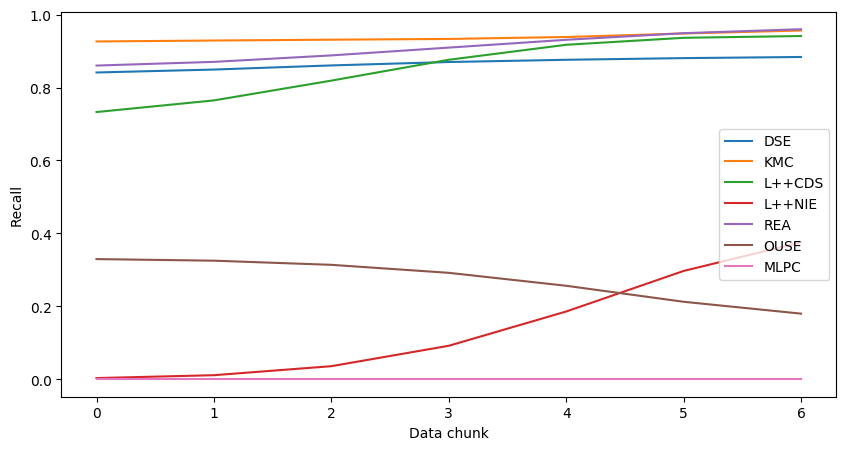 1.0
0.8
0.6
0.4
0.2
0.0
Recall
0 1 2 3 4 5 6
Data chunk
DSE
KMC
L++CDS
L++NIE
REA
OUSE
MLPC